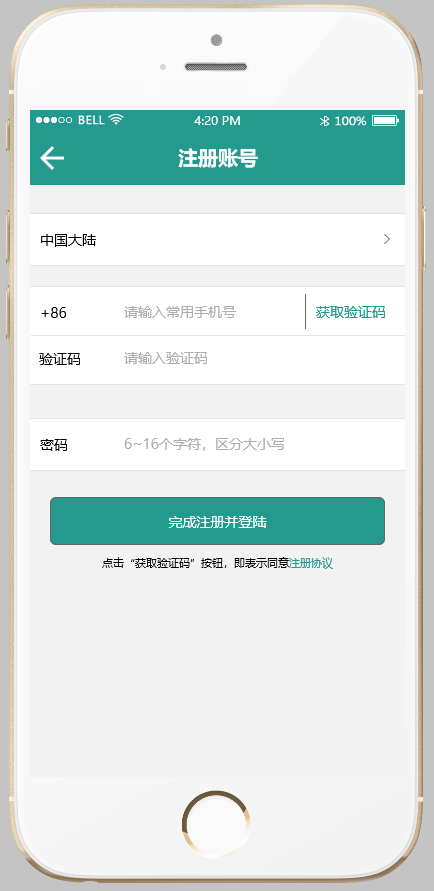 BELL 4:20 PM 100%
注册账号
中国大陆
+86 请输入常用手机号 获取验证码
验证码 请输入验证码
密码 6~16个字符，区分大小写
完成注册并登陆
点击“获取验证码”按钮，即表示同意注册协议